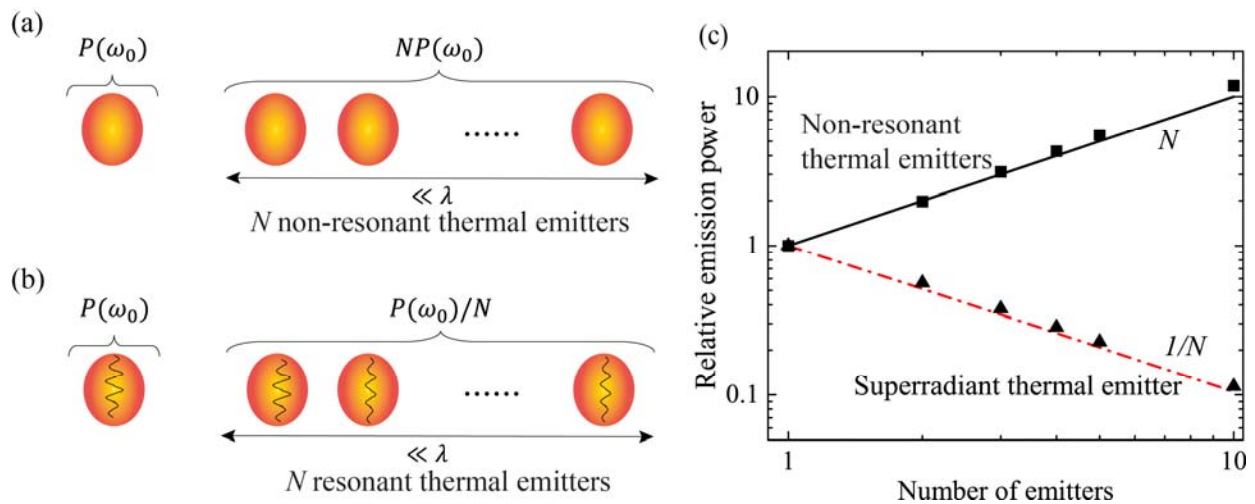 (a)
P(ω₀)
NP(ω₀)
......
≪ λ
N non-resonant thermal emitters
(b)
P(ω₀)
P(ω₀)/N
......
≪ λ
N resonant thermal emitters
(c)
Relative emission power
10
1
0.1
Non-resonant
thermal emitters
N
1/N
Superradiant thermal emitter
1
10
Number of emitters